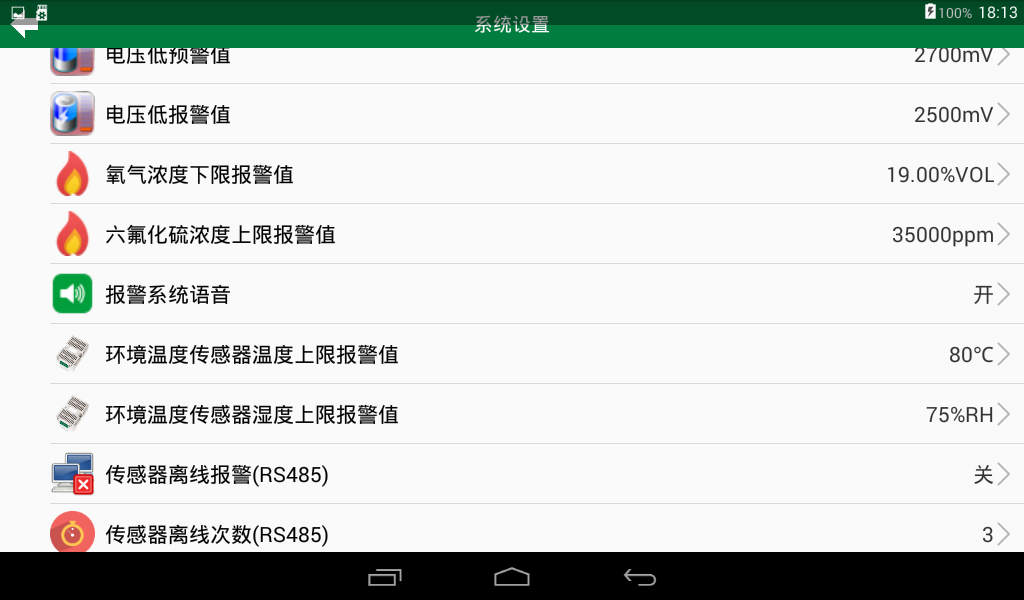 100% 18:13
系统设置
电压低预警值 2700mV
电压低报警值 2500mV
氧气浓度下限报警值 19.00%VOL
六氟化硫浓度上限报警值 35000ppm
报警系统语音 开
环境温度传感器温度上限报警值 80℃
环境温度传感器湿度上限报警值 75%RH
传感器离线报警(RS485) 关
传感器离线次数(RS485) 3